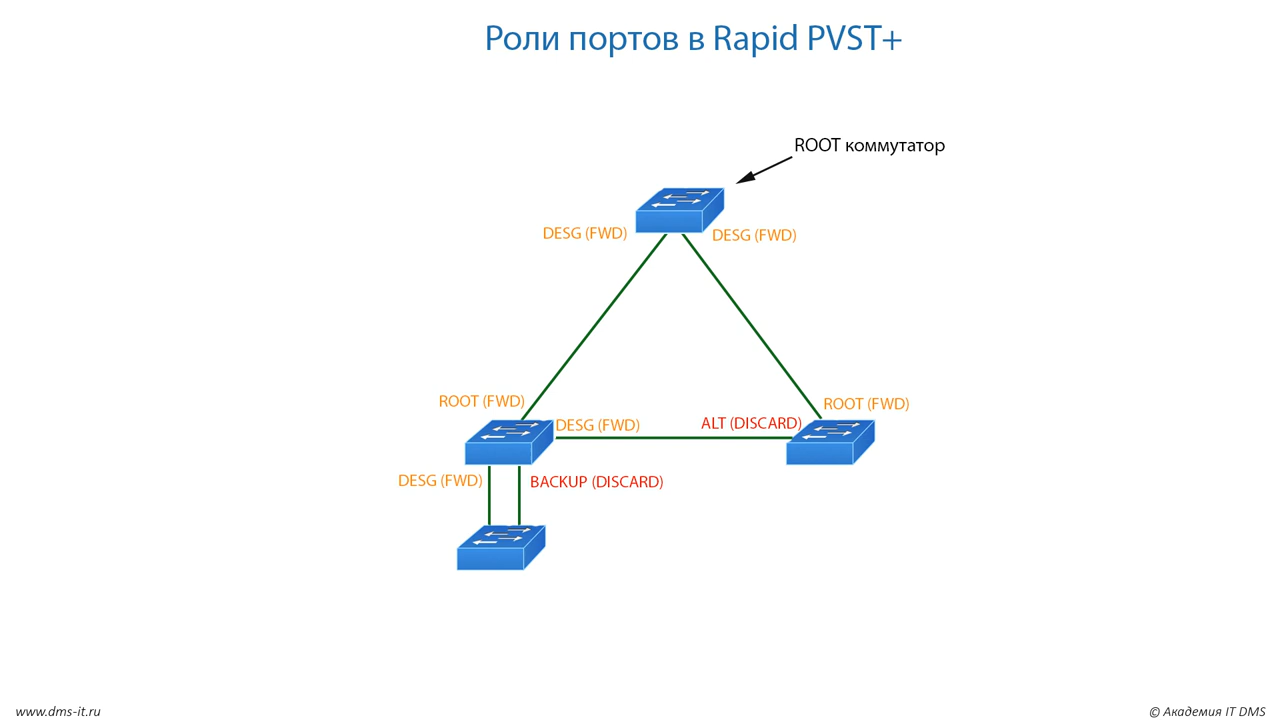 Роли портов в Rapid PVST+
ROOT коммутатор
DESG (FWD)
DESG (FWD)
ROOT (FWD)
ROOT (FWD)
DESG (FWD)
ALT (DISCARD)
DESG (FWD)
BACKUP (DISCARD)
www.dms-it.ru
© Академия IT DMS